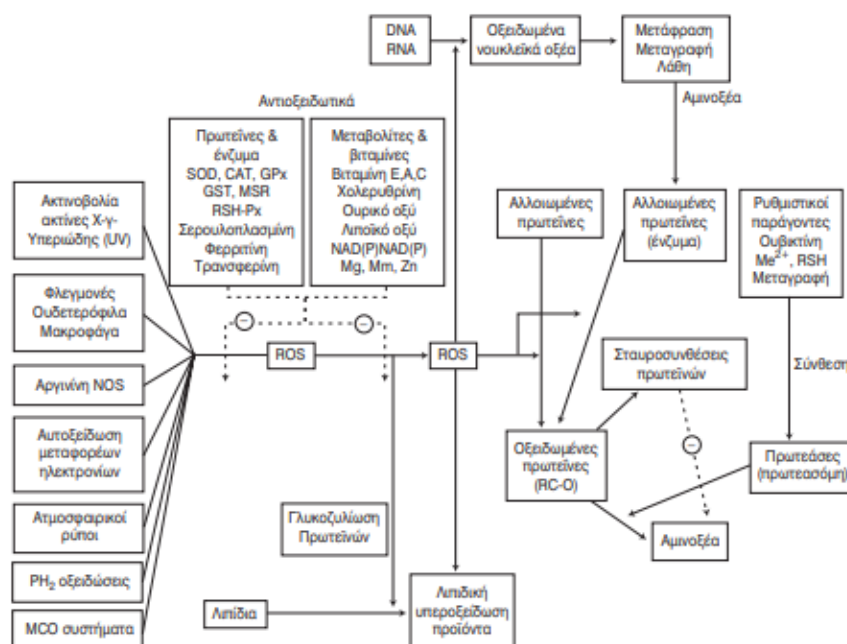 DNA
RNA
Οξειδωμένα
νουκλεϊκά οξέα
Μετάφραση
Μεταγραφή
Λάθη
Αμινοξέα
Αντιοξειδωτικά
Πρωτεΐνες &
ένζυμα
SOD, CAT, GPx
GST, MSR
RSH-Px
Σερουλοπλασμίνη
Φερριτίνη
Τρανσφερίνη
Μεταβολίτες &
βιταμίνες
Βιταμίνη E,A,C
Χολερυθρίνη
Ουρικό οξύ
Λιποϊκό οξύ
NAD(P)NAD(P)
Mg, Mm, Zn
Ακτινοβολία
ακτίνες Χ-γ-
Υπεριώδης (UV)
Φλεγμονές
Ουδετερόφιλα
Μακροφάγα
Αργινίνη NOS
Αυτοξείδωση
μεταφορέων
ηλεκτρονίων
Ατμοσφαιρικοί
ρύποι
PH2 οξειδώσεις
MCO συστήματα
ROS
ROS
Αλλοιωμένες
πρωτεΐνες
Αλλοιωμένες
πρωτεΐνες
(ένζυμα)
Ρυθμιστικοί
παράγοντες
Ουβικτίνη
Me2+, RSH
Μεταγραφή
Σύνθεση
Σταυροσυνθέσεις
πρωτεϊνών
Οξειδωμένες
πρωτεΐνες
(RC-O)
Πρωτεάσες
(πρωτεασόμη)
Αμινοξέα
Γλυκοζυλίωση
Πρωτεϊνών
Λιπίδια
Λιπιδική
υπεροξείδωση
προϊόντα